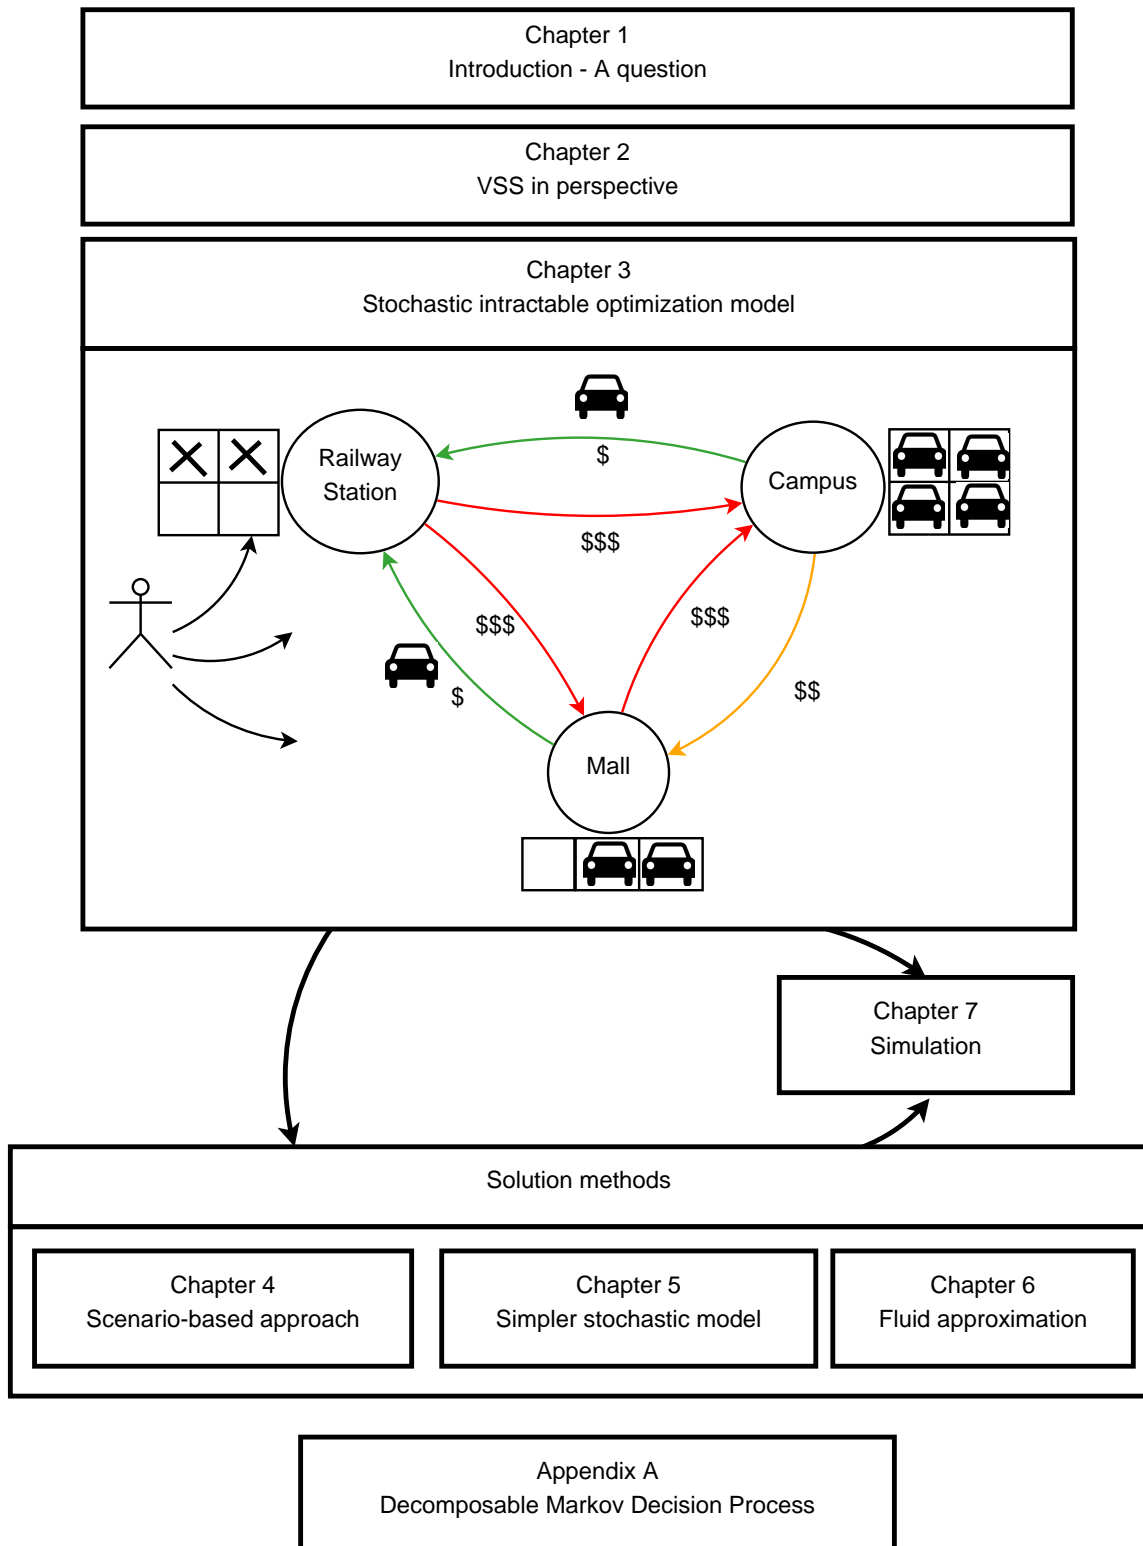 Chapter 1
Introduction - A question
Chapter 2
VSS in perspective
Chapter 3
Stochastic intractable optimization model
Railway
Station
$
Campus
$$$
$$$
$$$
$
$$
Mall
Chapter 7
Simulation
Solution methods
Chapter 4
Scenario-based approach
Chapter 5
Simpler stochastic model
Chapter 6
Fluid approximation
Appendix A
Decomposable Markov Decision Process